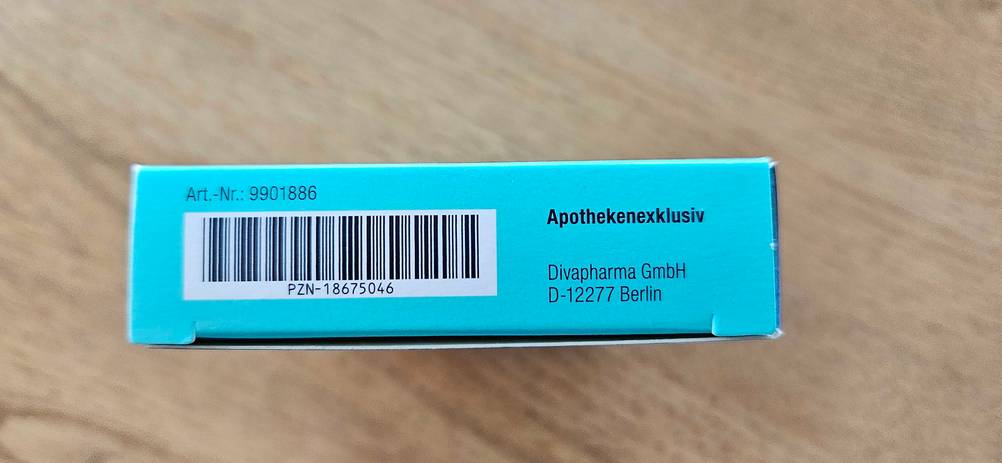 Art.-Nr.: 9901886
PZN-18675046
Apothekenexklusiv
Divapharma GmbH
D-12277 Berlin